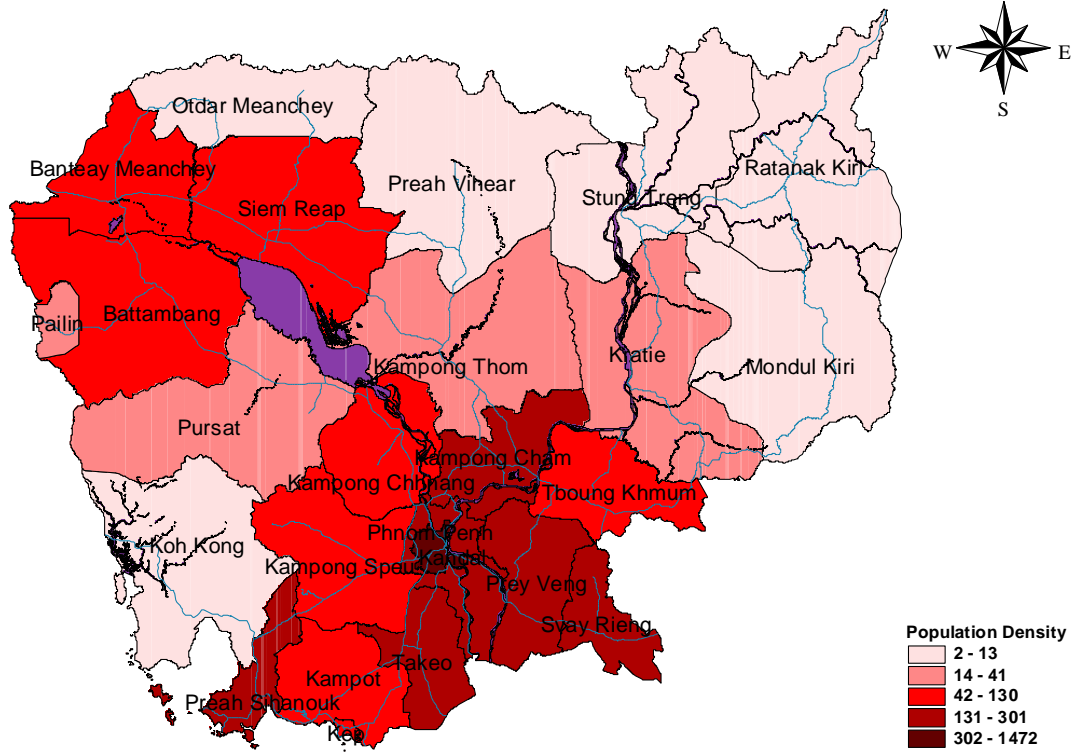 W
E
S
Otdar Meanchey
Banteay Meanchey
Preah Vihear
Ratanak Kiri
Stung Treng
Siem Reap
Battambang
Pailin
Kampong Thom
Kratie
Mondul Kiri
Pursat
Kampong Cham
Kampong Chhnang
Tboung Khmum
Phnom Penh
Koh Kong
Kandal
Kampong Speu
Prey Veng
Svay Rieng
Takeo
Kampot
Preah Sihanouk
Kep
Population Density
2 - 13
14 - 41
42 - 130
131 - 301
302 - 1472